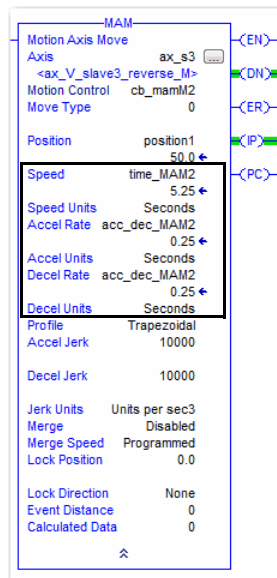 MAM
Motion Axis Move (EN)
Axis ax_s3 ...
<ax_V_slave3_reverse_M> (DN)
Motion Control cb_mamM2
Move Type 0 (ER)
Position position1 (IP)
50.0
Speed time_MAM2 (PC)
5.25
Speed Units Seconds
Accel Rate acc_dec_MAM2
0.25
Accel Units Seconds
Decel Rate acc_dec_MAM2
0.25
Decel Units Seconds
Profile Trapezoidal
Accel Jerk 10000
Decel Jerk 10000
Jerk Units Units per sec3
Merge Disabled
Merge Speed Programmed
Lock Position 0.0
Lock Direction None
Event Distance 0
Calculated Data 0